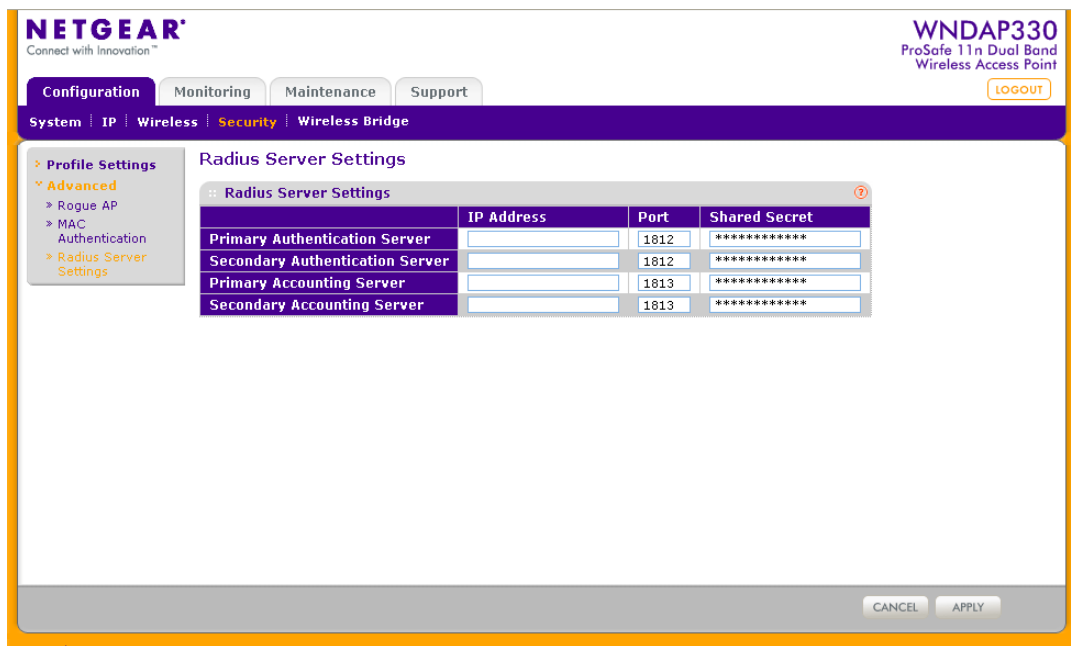 NETGEAR®
Connect with Innovation™
WNDAP330
ProSafe 11n Dual Band
Wireless Access Point
Configuration Monitoring Maintenance Support
LOGOUT
System IP Wireless Security Wireless Bridge
Profile Settings
Advanced
» Rogue AP
» MAC
Authentication
» Radius Server
Settings
Radius Server Settings
Radius Server Settings ?
IP Address Port Shared Secret
Primary Authentication Server 1812 ************
Secondary Authentication Server 1812 ************
Primary Accounting Server 1813 ************
Secondary Accounting Server 1813 ************
CANCEL APPLY